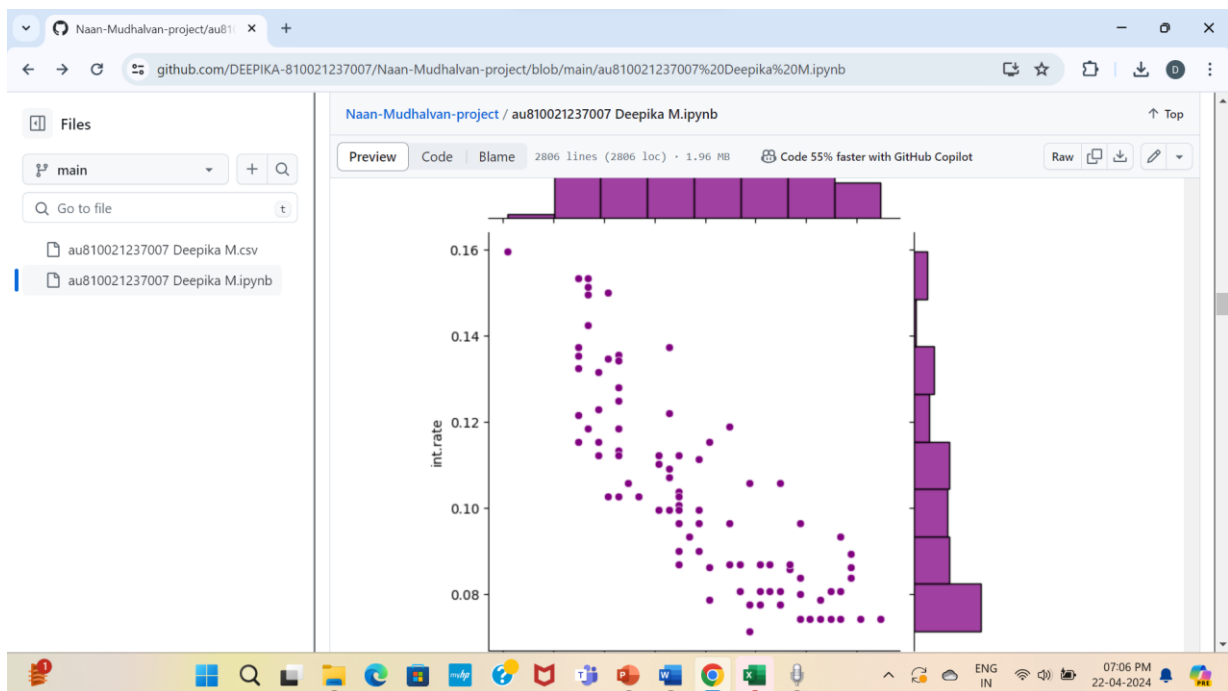 Naan-Mudhalvan-project/au81
github.com/DEEPIKA-810021237007/Naan-Mudhalvan-project/blob/main/au810021237007%20Deepika%20M.ipynb
D
Files
main
Go to file
t
au810021237007 Deepika M.csv
au810021237007 Deepika M.ipynb
Naan-Mudhalvan-project / au810021237007 Deepika M.ipynb
Top
Preview
Code
Blame
2806 lines (2806 loc) · 1.96 MB
Code 55% faster with GitHub Copilot
Raw
0.16
0.14
0.12
0.10
0.08
int.rate
1
myhp
ENG
IN
07:06 PM
22-04-2024
PRE